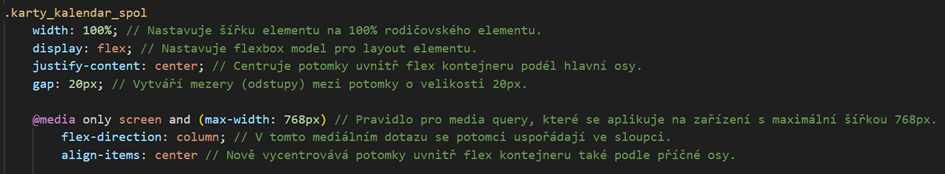 .karty_kalendar_spol
width: 100%; // Nastavuje šířku elementu na 100% rodičovského elementu.
display: flex; // Nastavuje flexbox model pro layout elementu.
justify-content: center; // Centruje potomky uvnitř flex kontejneru podél hlavní osy.
gap: 20px; // Vytváří mezery (odstupy) mezi potomky o velikosti 20px.
@media only screen and (max-width: 768px) // Pravidlo pro media query, které se aplikuje na zařízení s maximální šířkou 768px.
flex-direction: column; // V tomto mediálním dotazu se potomci uspořádají ve sloupci.
align-items: center // Nově vycentrovává potomky uvnitř flex kontejneru také podle příčné osy.